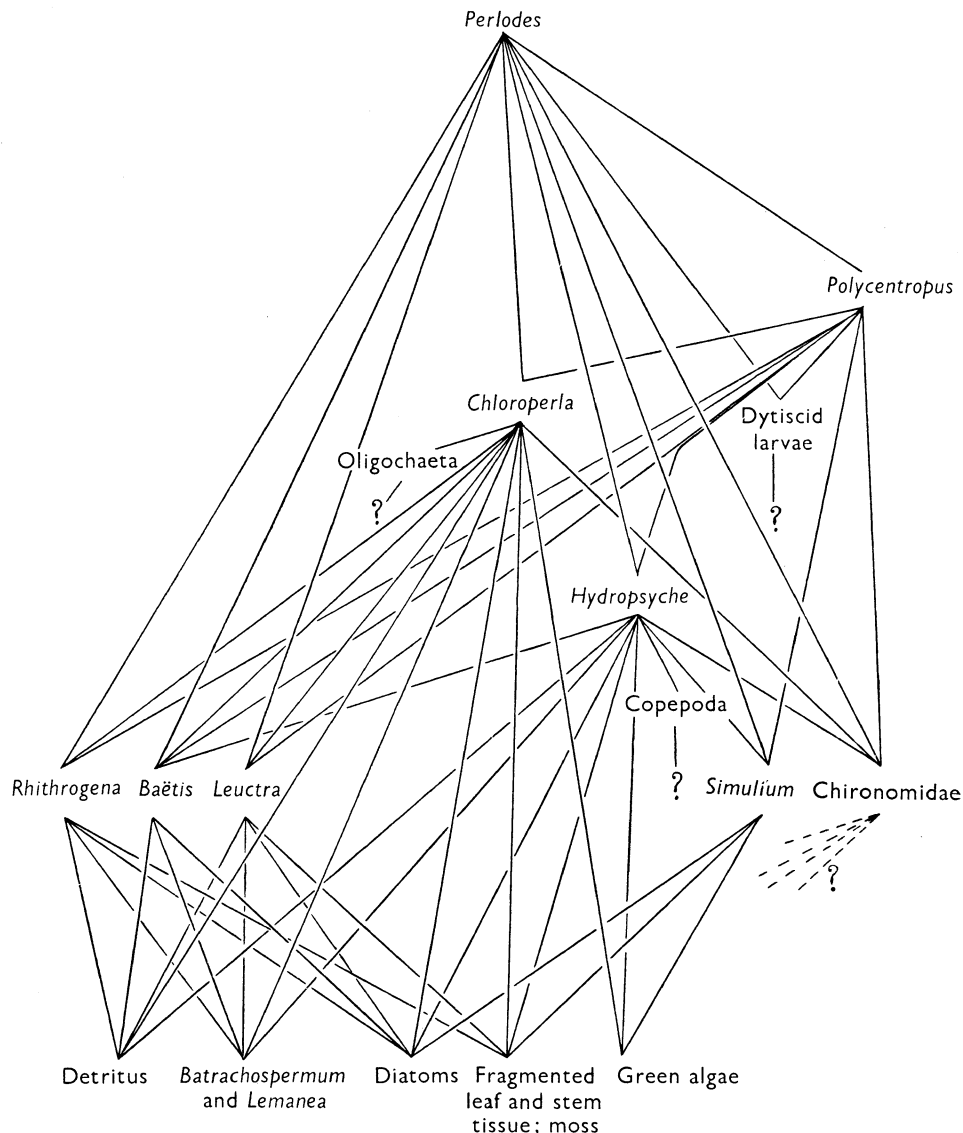 Perlodes
Polycentropus
Chloroperla
Dytiscid
larvae
Oligochaeta
?
?
Hydropsyche
Copepoda
?
Rhithrogena Baëtis Leuctra Simulium Chironomidae
?
Detritus Batrachospermum Diatoms Fragmented Green algae
and Lemanea leaf and stem
tissue; moss